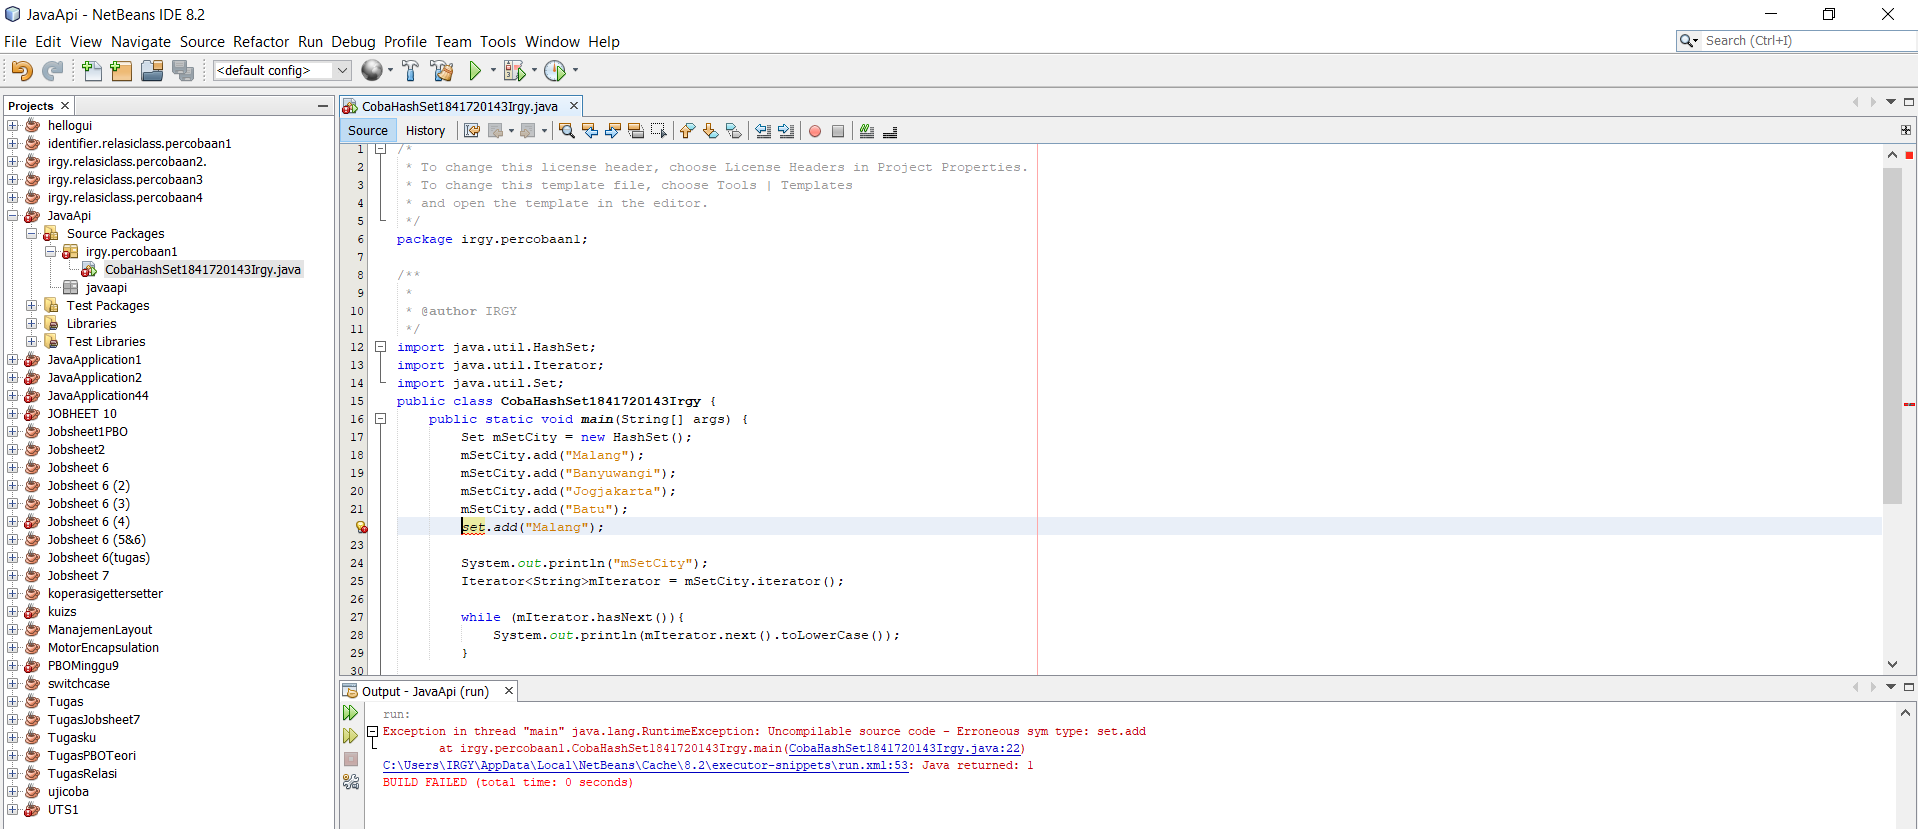 JavaApi - NetBeans IDE 8.2
File Edit View Navigate Source Refactor Run Debug Profile Team Tools Window Help
Search (Ctrl+I)
<default config>
Projects
hellogui
identifier.relasiclass.percobaan1
irgy.relasiclass.percobaan2.
irgy.relasiclass.percobaan3
irgy.relasiclass.percobaan4
JavaApi
Source Packages
irgy.percobaan1
CobaHashSet1841720143Irgy.java
javaapi
Test Packages
Libraries
Test Libraries
JavaApplication1
JavaApplication2
JavaApplication44
JOBHEET 10
Jobsheet1PBO
Jobsheet2
Jobsheet 6
Jobsheet 6 (2)
Jobsheet 6 (3)
Jobsheet 6 (4)
Jobsheet 6 (5&6)
Jobsheet 6(tugas)
Jobsheet 7
koperasigettersetter
kuizs
ManajemenLayout
MotorEncapsulation
PBOMinggu9
switchcase
Tugas
TugasJobsheet7
Tugasku
TugasPBOTeori
TugasRelasi
ujicoba
UTS1
CobaHashSet1841720143Irgy.java
Source History
1 /*
2 * To change this license header, choose License Headers in Project Properties.
3 * To change this template file, choose Tools | Templates
4 * and open the template in the editor.
5 */
6 package irgy.percobaan1;
7
8 /**
9 *
10 * @author IRGY
11 */
12 import java.util.HashSet;
13 import java.util.Iterator;
14 import java.util.Set;
15 public class CobaHashSet1841720143Irgy {
16 public static void main(String[] args) {
17 Set mSetCity = new HashSet();
18 mSetCity.add("Malang");
19 mSetCity.add("Banyuwangi");
20 mSetCity.add("Jogjakarta");
21 mSetCity.add("Batu");
set.add("Malang");
23
24 System.out.println("mSetCity");
25 Iterator<String>mIterator = mSetCity.iterator();
26
27 while (mIterator.hasNext()){
28 System.out.println(mIterator.next().toLowerCase());
29 }
30
Output - JavaApi (run)
run:
Exception in thread "main" java.lang.RuntimeException: Uncompilable source code - Erroneous sym type: set.add
at irgy.percobaan1.CobaHashSet1841720143Irgy.main(CobaHashSet1841720143Irgy.java:22)
C:\Users\IRGY\AppData\Local\NetBeans\Cache\8.2\executor-snippets\run.xml:53: Java returned: 1
BUILD FAILED (total time: 0 seconds)